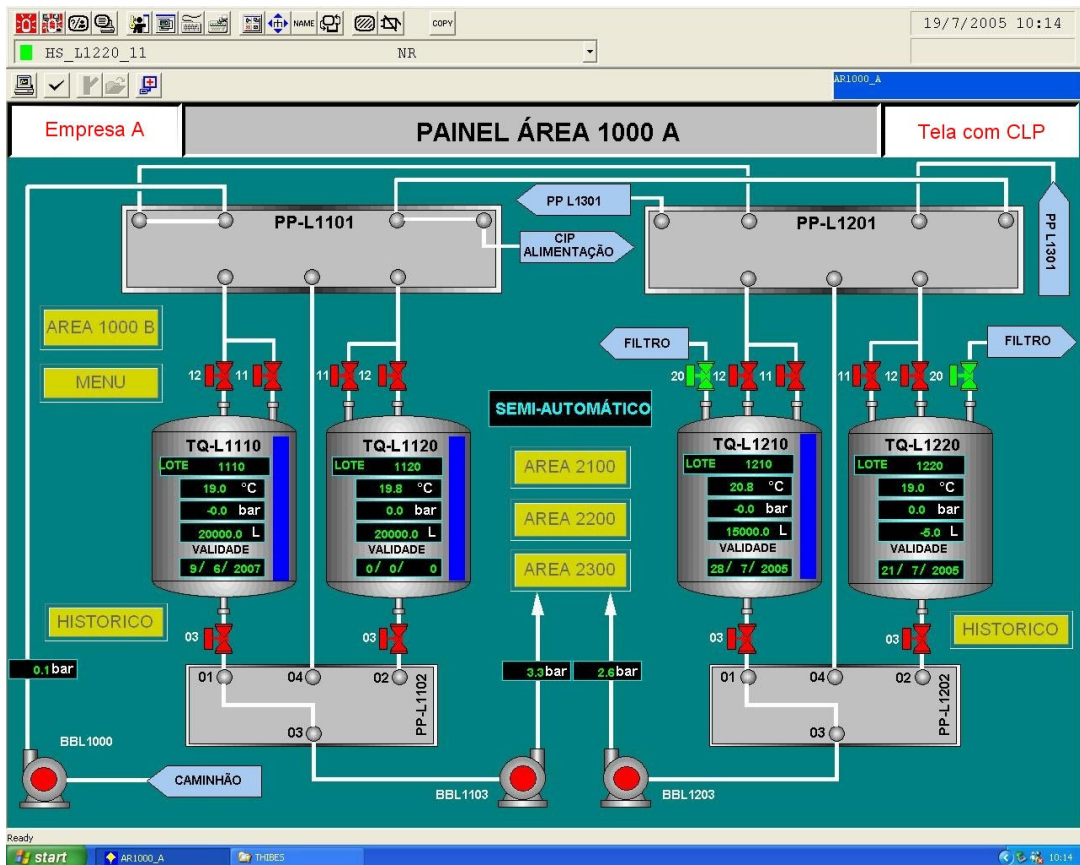 NAME
COPY
19/7/2005 10:14
HS_L1220_11 NR
AR1000_A
Empresa A
PAINEL ÁREA 1000 A
Tela com CLP
PP-L1101
PP L1301
CIP
ALIMENTAÇÃO
PP-L1201
PP L1301
AREA 1000 B
MENU
FILTRO
FILTRO
12 11
11 12
20 12 11
11 12 20
SEMI-AUTOMÁTICO
TQ-L1110
LOTE 1110
19.0 °C
-0.0 bar
20000.0 L
VALIDADE
9/ 6/ 2007
TQ-L1120
LOTE 1120
19.8 °C
0.0 bar
20000.0 L
VALIDADE
0/ 0/ 0
AREA 2100
AREA 2200
AREA 2300
TQ-L1210
LOTE 1210
20.8 °C
-0.0 bar
15000.0 L
VALIDADE
28/ 7/ 2005
TQ-L1220
LOTE 1220
19.0 °C
0.0 bar
-5.0 L
VALIDADE
21/ 7/ 2005
HISTORICO
HISTORICO
03
03
03
03
0.1 bar
3.3 bar
2.6 bar
01 04 02
03
PP-L1102
01 04 02
03
PP-L1202
BBL1000
CAMINHÃO
BBL1103
BBL1203
Ready
start AR1000_A THIBES 10:14